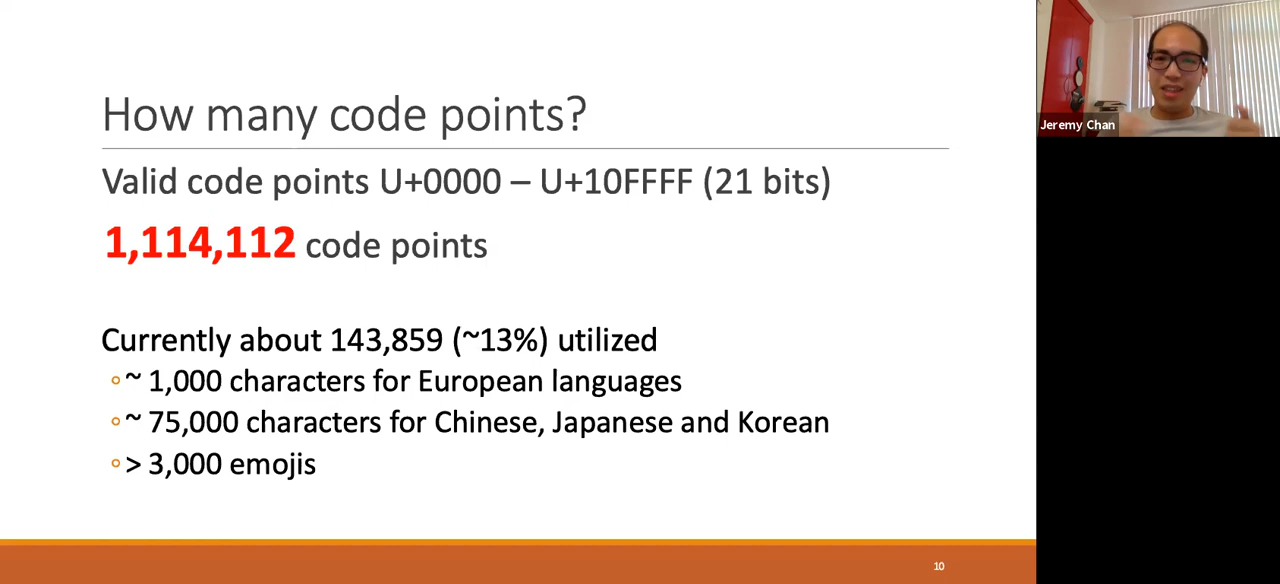 How many code points?
Valid code points U+0000 – U+10FFFF (21 bits)
1,114,112 code points
Currently about 143,859 (~13%) utilized
~ 1,000 characters for European languages
~ 75,000 characters for Chinese, Japanese and Korean
> 3,000 emojis
10
Jeremy Chan